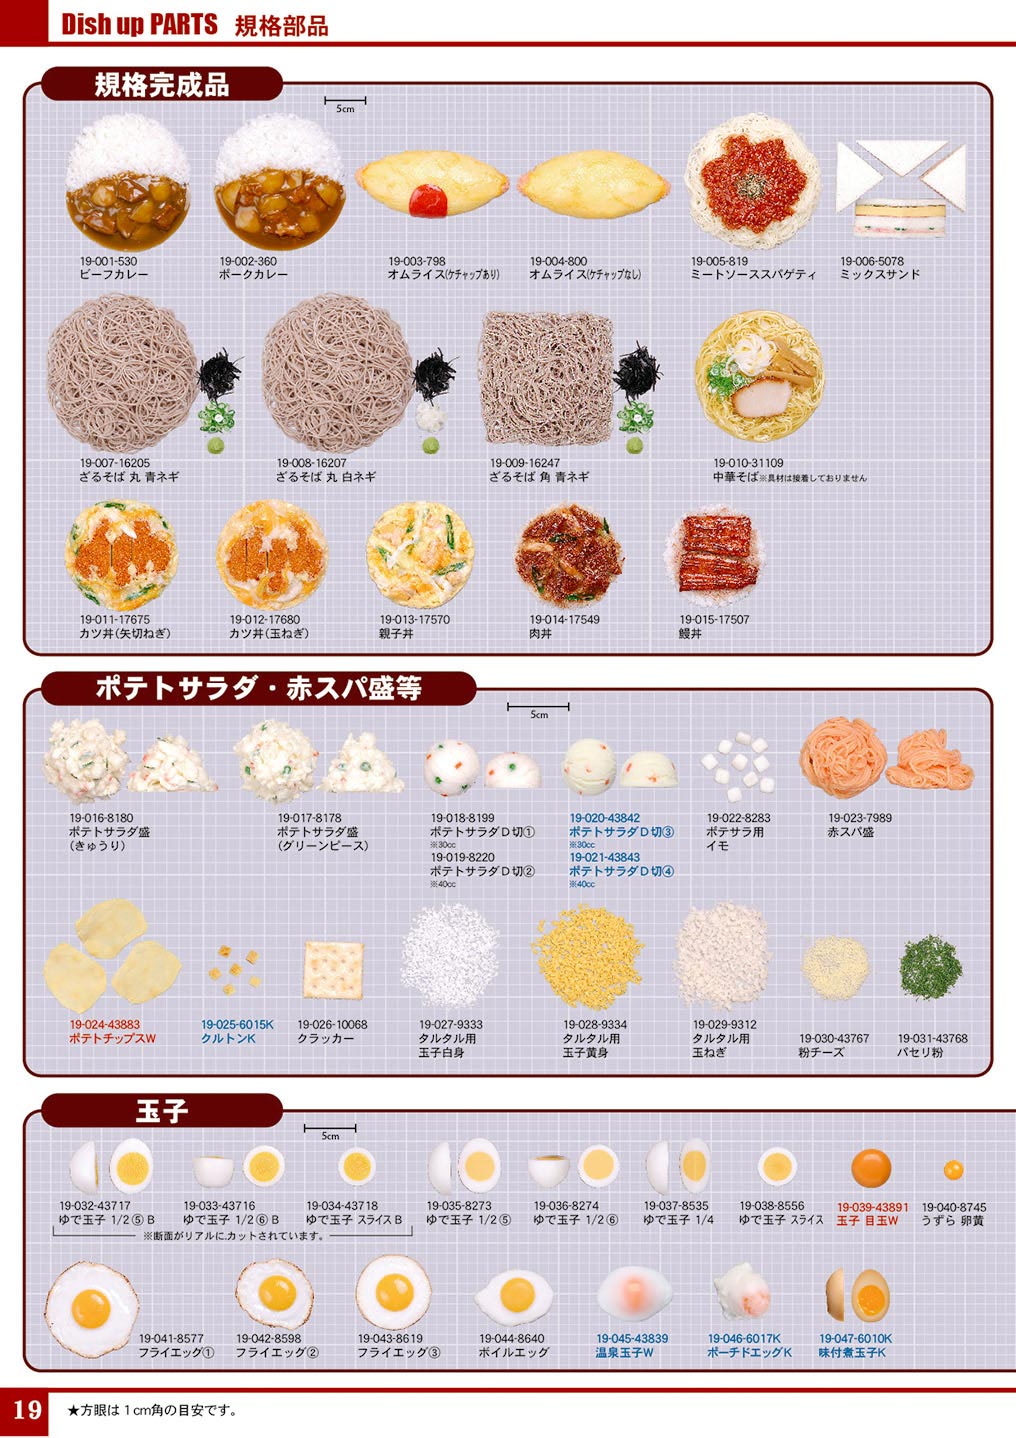 Dish up PARTS 規格部品
規格完成品
5cm
19-001-530
ビーフカレー
19-002-360
ポークカレー
19-003-798
オムライス(ケチャップあり)
19-004-800
オムライス(ケチャップなし)
19-005-819
ミートソーススパゲティ
19-006-5078
ミックスサンド
19-007-16205
ざるそば 丸 青ネギ
19-008-16207
ざるそば 丸 白ネギ
19-009-16247
ざるそば 角 青ネギ
19-010-31109
中華そば※具材は接着しておりません
19-011-17675
カツ丼(矢切ねぎ)
19-012-17680
カツ丼(玉ねぎ)
19-013-17570
親子丼
19-014-17549
肉丼
19-015-17507
鰻丼
ポテトサラダ・赤スパ盛等
5cm
19-016-8180
ポテトサラダ盛
(きゅうり)
19-017-8178
ポテトサラダ盛
(グリーンピース)
19-018-8199
ポテトサラダD切①
※30cc
19-019-8220
ポテトサラダD切②
※40cc
19-020-43842
ポテトサラダD切③
※30cc
19-021-43843
ポテトサラダD切④
※40cc
19-022-8283
ポテサラ用
イモ
19-023-7989
赤スパ盛
19-024-43883
ポテトチップスW
19-025-6015K
クルトンK
19-026-10068
クラッカー
19-027-9333
タルタル用
玉子白身
19-028-9334
タルタル用
玉子黄身
19-029-9312
タルタル用
玉ねぎ
19-030-43767
粉チーズ
19-031-43768
パセリ粉
玉子
5cm
19-032-43717
ゆで玉子 1/2⑤B
19-033-43716
ゆで玉子 1/2⑥B
19-034-43718
ゆで玉子 スライスB
※断面がリアルに.カットされています。
19-035-8273
ゆで玉子 1/2⑤
19-036-8274
ゆで玉子 1/2⑥
19-037-8535
ゆで玉子 1/4
19-038-8556
ゆで玉子 スライス
19-039-43891
玉子 目玉W
19-040-8745
うずら 卵黄
19-041-8577
フライエッグ①
19-042-8598
フライエッグ②
19-043-8619
フライエッグ③
19-044-8640
ボイルエッグ
19-045-43839
温泉玉子W
19-046-6017K
ポーチドエッグK
19-047-6010K
味付煮玉子K
19
★方眼は1cm角の目安です。